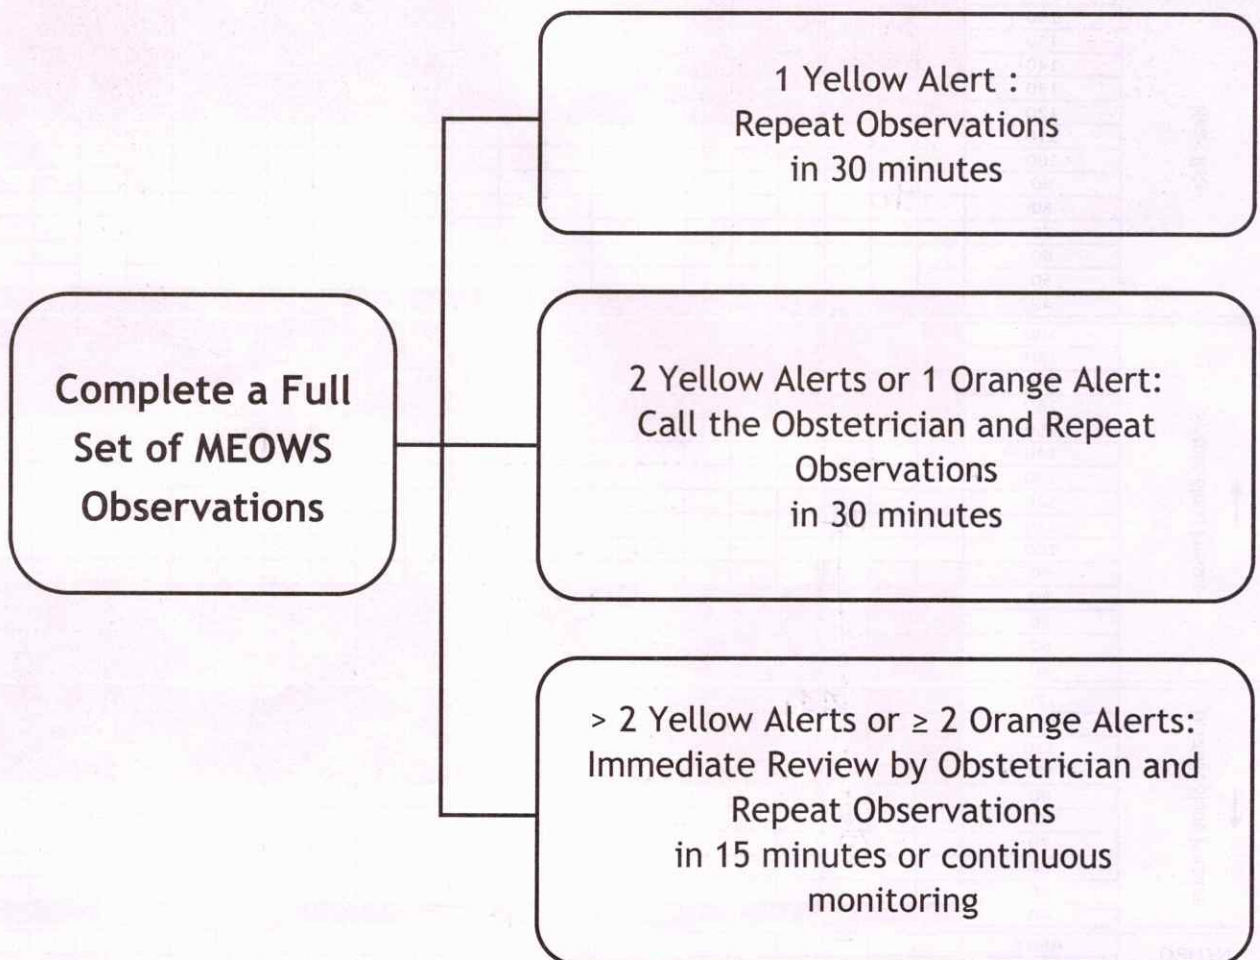 1 Yellow Alert :
Repeat Observations
in 30 minutes
Complete a Full
Set of MEOWS
Observations
2 Yellow Alerts or 1 Orange Alert:
Call the Obstetrician and Repeat
Observations
in 30 minutes
> 2 Yellow Alerts or ≥ 2 Orange Alerts:
Immediate Review by Obstetrician and
Repeat Observations
in 15 minutes or continuous
monitoring